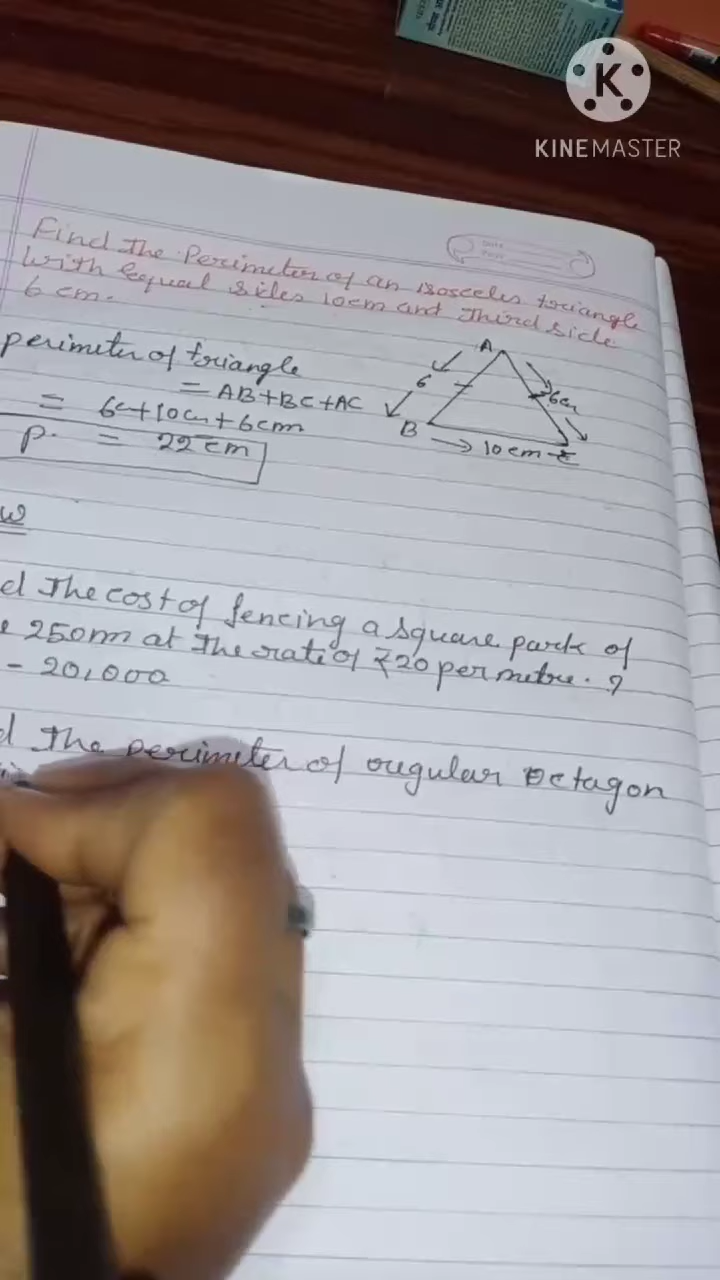 KINEMASTER
Find The Perimeter of an isosceles triangle
with equal sides 10cm and Third side
6 cm.
perimeter of triangle
= AB+BC+AC
= 6cm+10cm+6cm
P. = 22cm
A
6
6cm
B
10cm
The cost of fencing a square park of
250m at The rate of ₹20 per metre. ?
- 20,000
The perimeter of regular octagon